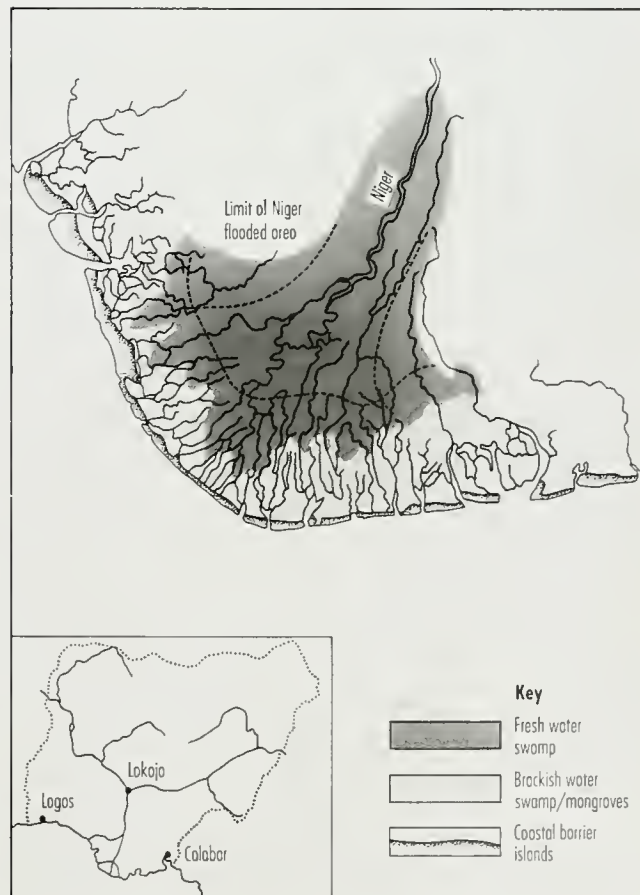 Niger
Limit of Niger
flooded area
Lokoja
Lagos
Calabar
Key
Fresh water
swamp
Brackish water
swamp/mangroves
Coastal barrier
islands